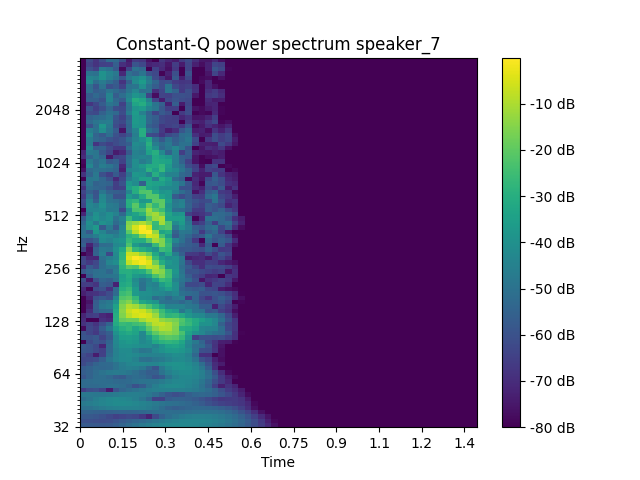 Constant-Q power spectrum speaker_7
Hz
2048
1024
512
256
128
64
32
0 0.15 0.3 0.45 0.6 0.75 0.9 1.1 1.2 1.4
Time
-10 dB
-20 dB
-30 dB
-40 dB
-50 dB
-60 dB
-70 dB
-80 dB